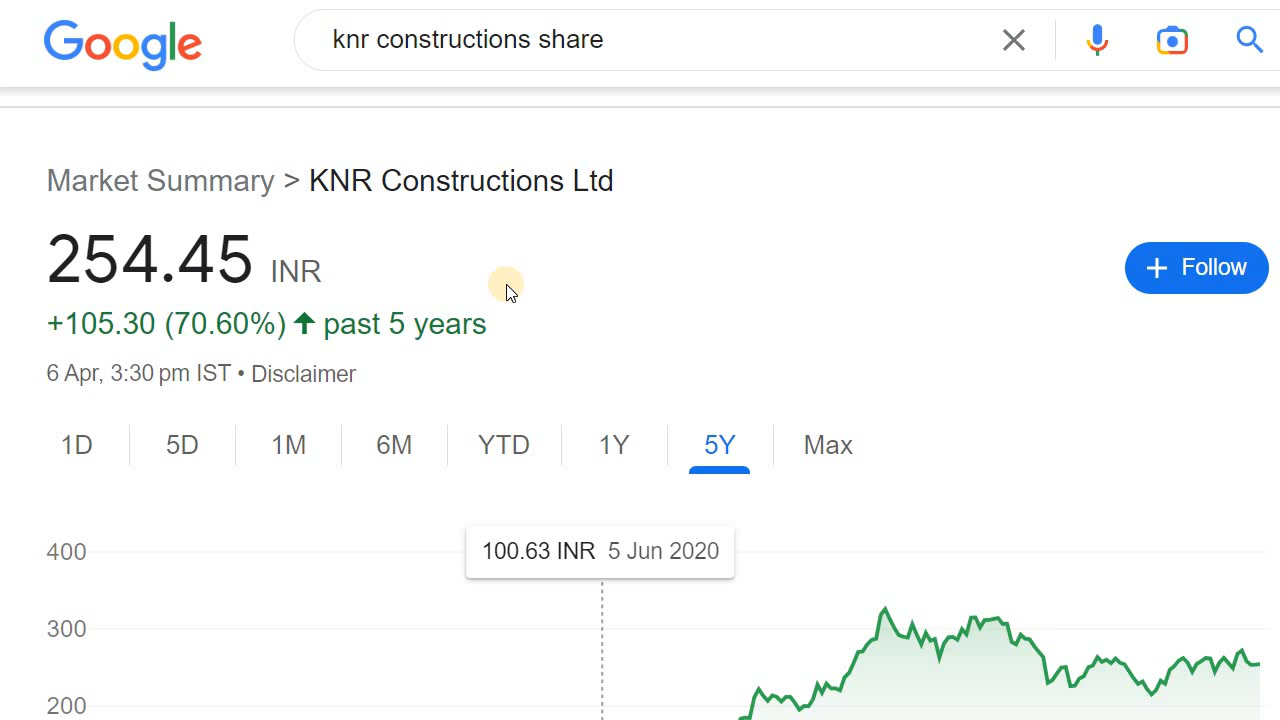 Google
knr constructions share
Market Summary > KNR Constructions Ltd
254.45 INR
+ Follow
+105.30 (70.60%) ↑ past 5 years
6 Apr, 3:30 pm IST • Disclaimer
1D 5D 1M 6M YTD 1Y 5Y Max
100.63 INR 5 Jun 2020
400
300
200